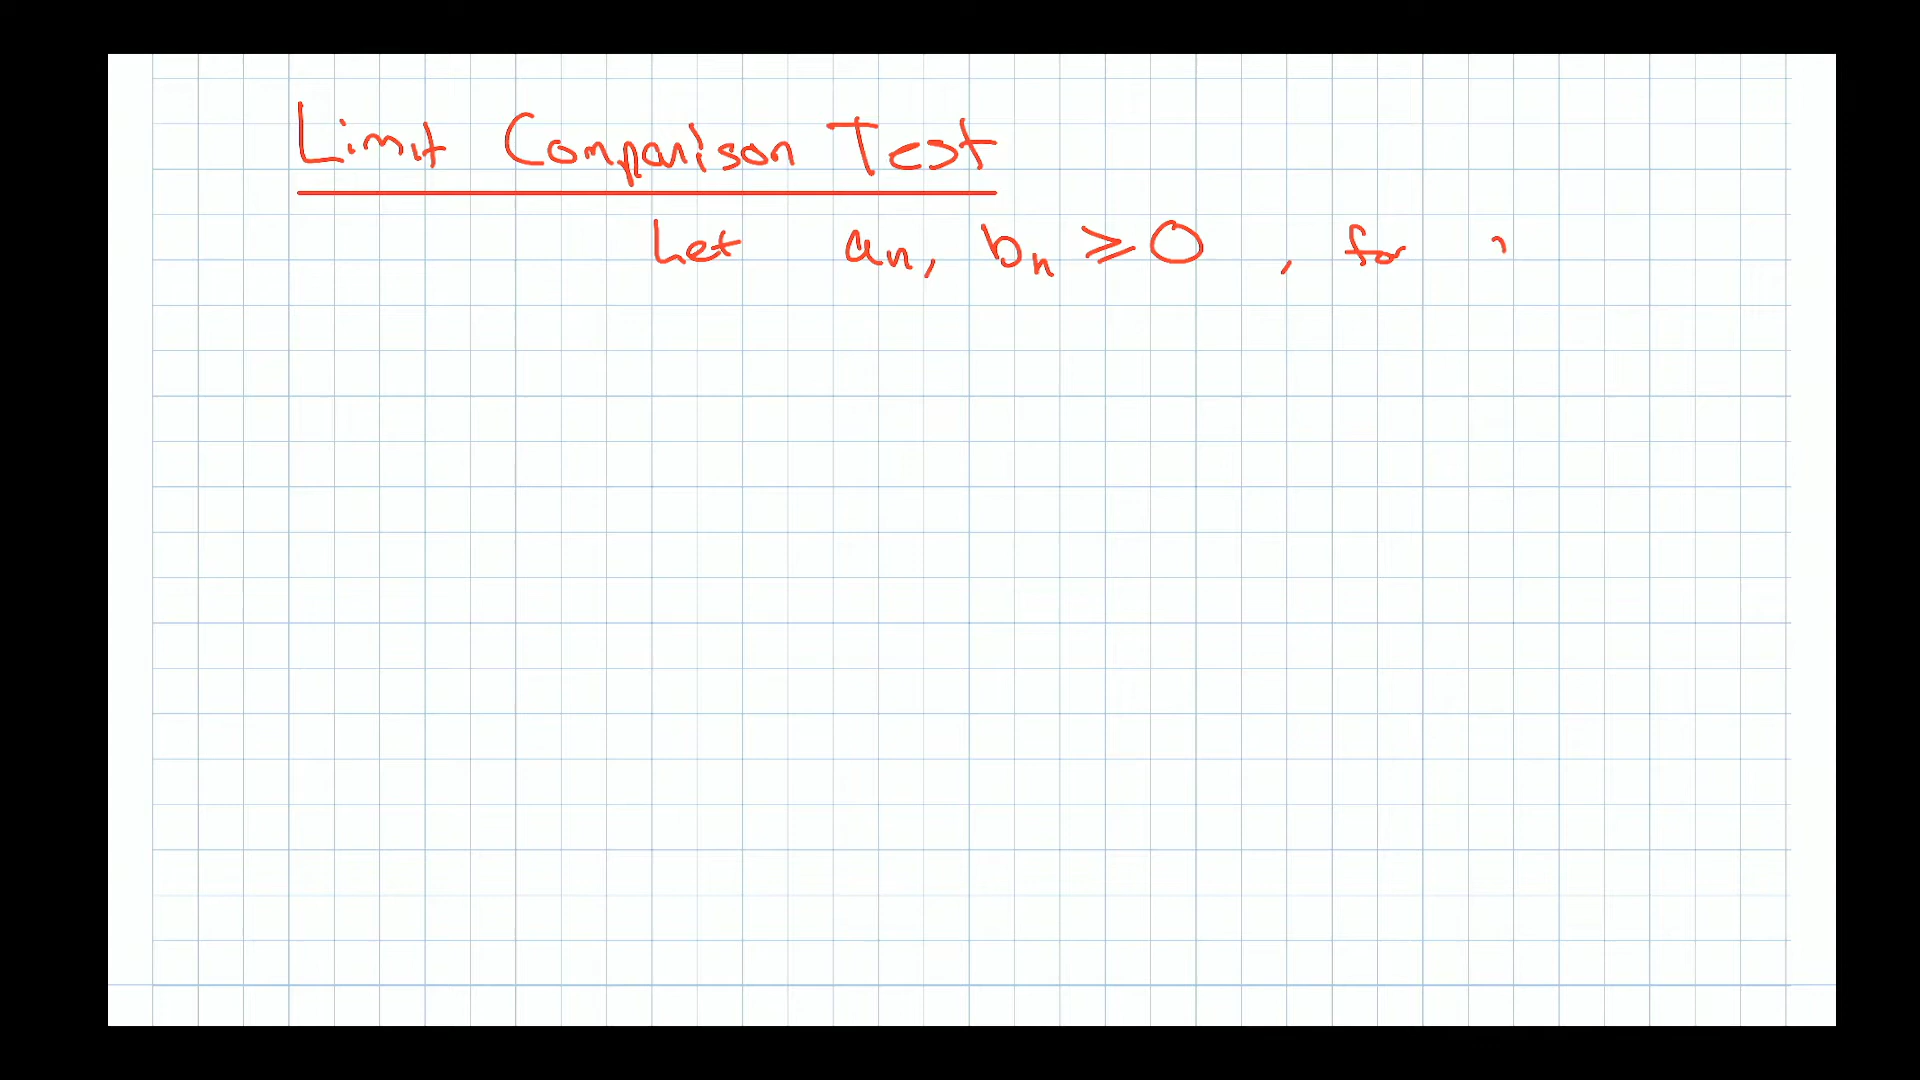 Limit Comparison Test
Let aₙ, bₙ ≥ 0 , for